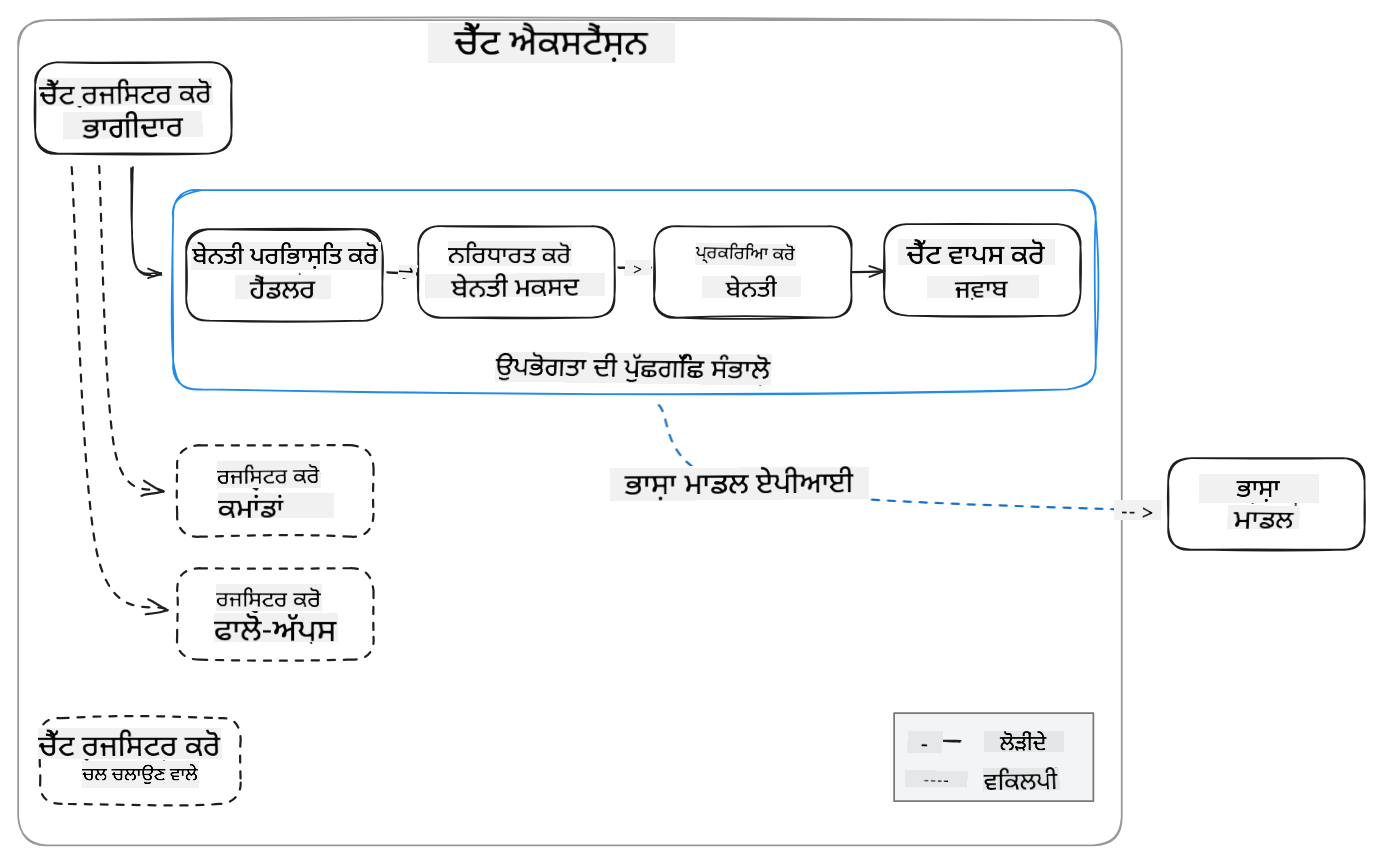 ਚੈੱਟ ਐਕਸਟੈਂਸ਼ਨ
ਚੈੱਟ ਰਜਿਸਟਰ ਕਰੋ
ਭਾਗੀਦਾਰ
ਬੇਨਤੀ ਪਰਿਭਾਸ਼ਿਤ ਕਰੋ
ਹੈਂਡਲਰ
ਨਿਰਧਾਰਤ ਕਰੋ
ਬੇਨਤੀ ਮਕਸਦ
ਪ੍ਰਕਿਰਿਆ ਕਰੋ
ਬੇਨਤੀ
ਚੈੱਟ ਵਾਪਸ ਕਰੋ
ਜਵਾਬ
ਉਪਭੋਗਤਾ ਦੀ ਪੁੱਛਗਿੱਛ ਸੰਭਾਲੋ
ਰਜਿਸਟਰ ਕਰੋ
ਕਮਾਂਡਾਂ
ਭਾਸ਼ਾ ਮਾਡਲ ਏਪੀਆਈ
-- >
ਭਾਸ਼ਾ
ਮਾਡਲ
ਰਜਿਸਟਰ ਕਰੋ
ਫਾਲੋ-ਅੱਪਸ
ਚੈੱਟ ਰਜਿਸਟਰ ਕਰੋ
ਚਲ ਚਲਾਉਣ ਵਾਲੇ
- ਲੋੜੀਦੇ
---- ਵਿਕਲਪੀ